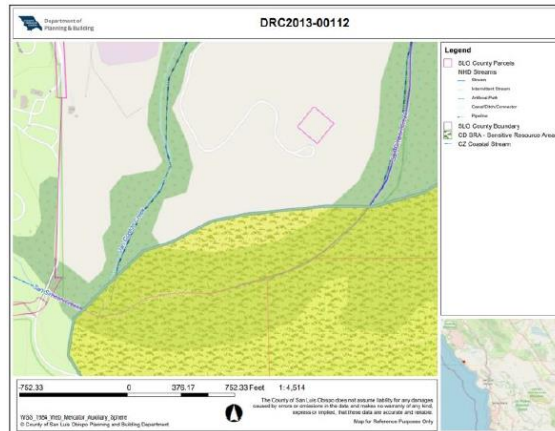 Department of
Planning & Building
DRC2013-00112
Legend
SLO County Parcels
NHD Streams
Stream
Intermittent Stream
Artificial Path
Canal/Ditch/Connector
Pipeline
SLO County Boundary
CD SRA - Sensitive Resource Area
CZ Coastal Stream
-752.33
0
376.17
752.33 Feet
1: 4,514
WGS_1984_Web_Mercator_Auxiliary_Sphere
© County of San Luis Obispo Planning and Building Department
The County of San Luis Obispo does not assume liability for any damages
caused by errors or omissions in the data and makes no warranty of any kind,
express or implied, that these data are accurate and reliable.
Map for Reference Purposes Only